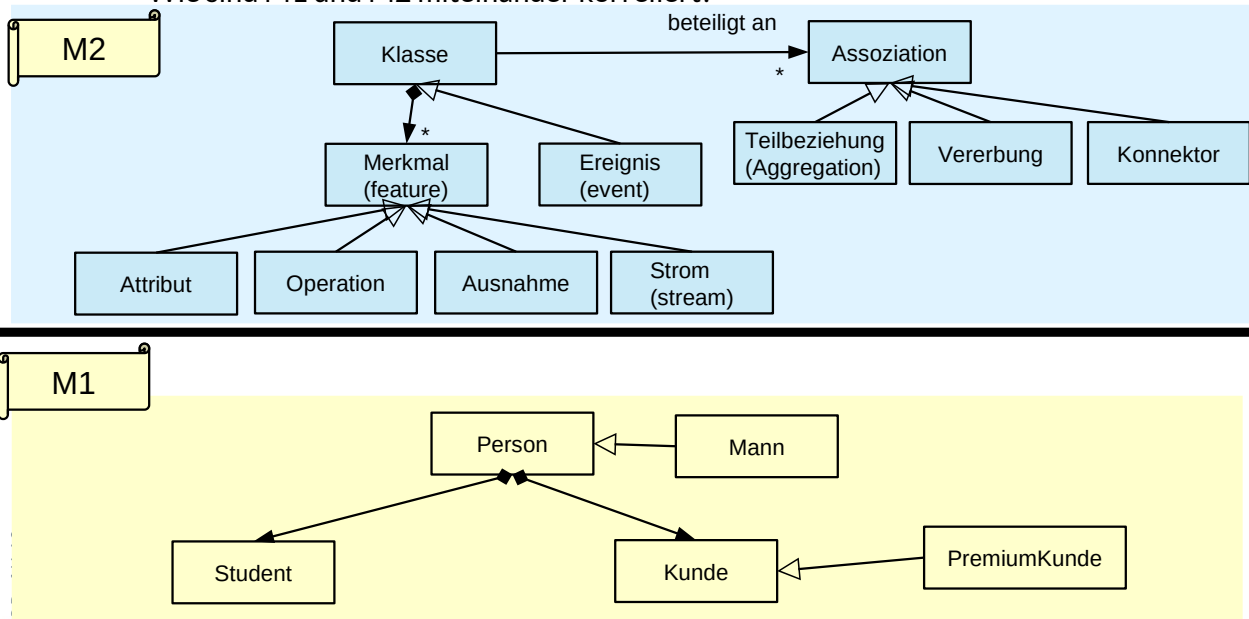 M2
Klasse
beteiligt an
*
Assoziation
*
Merkmal
(feature)
Ereignis
(event)
Teilbeziehung
(Aggregation)
Vererbung
Konnektor
Attribut
Operation
Ausnahme
Strom
(stream)
M1
Person
Mann
Student
Kunde
PremiumKunde